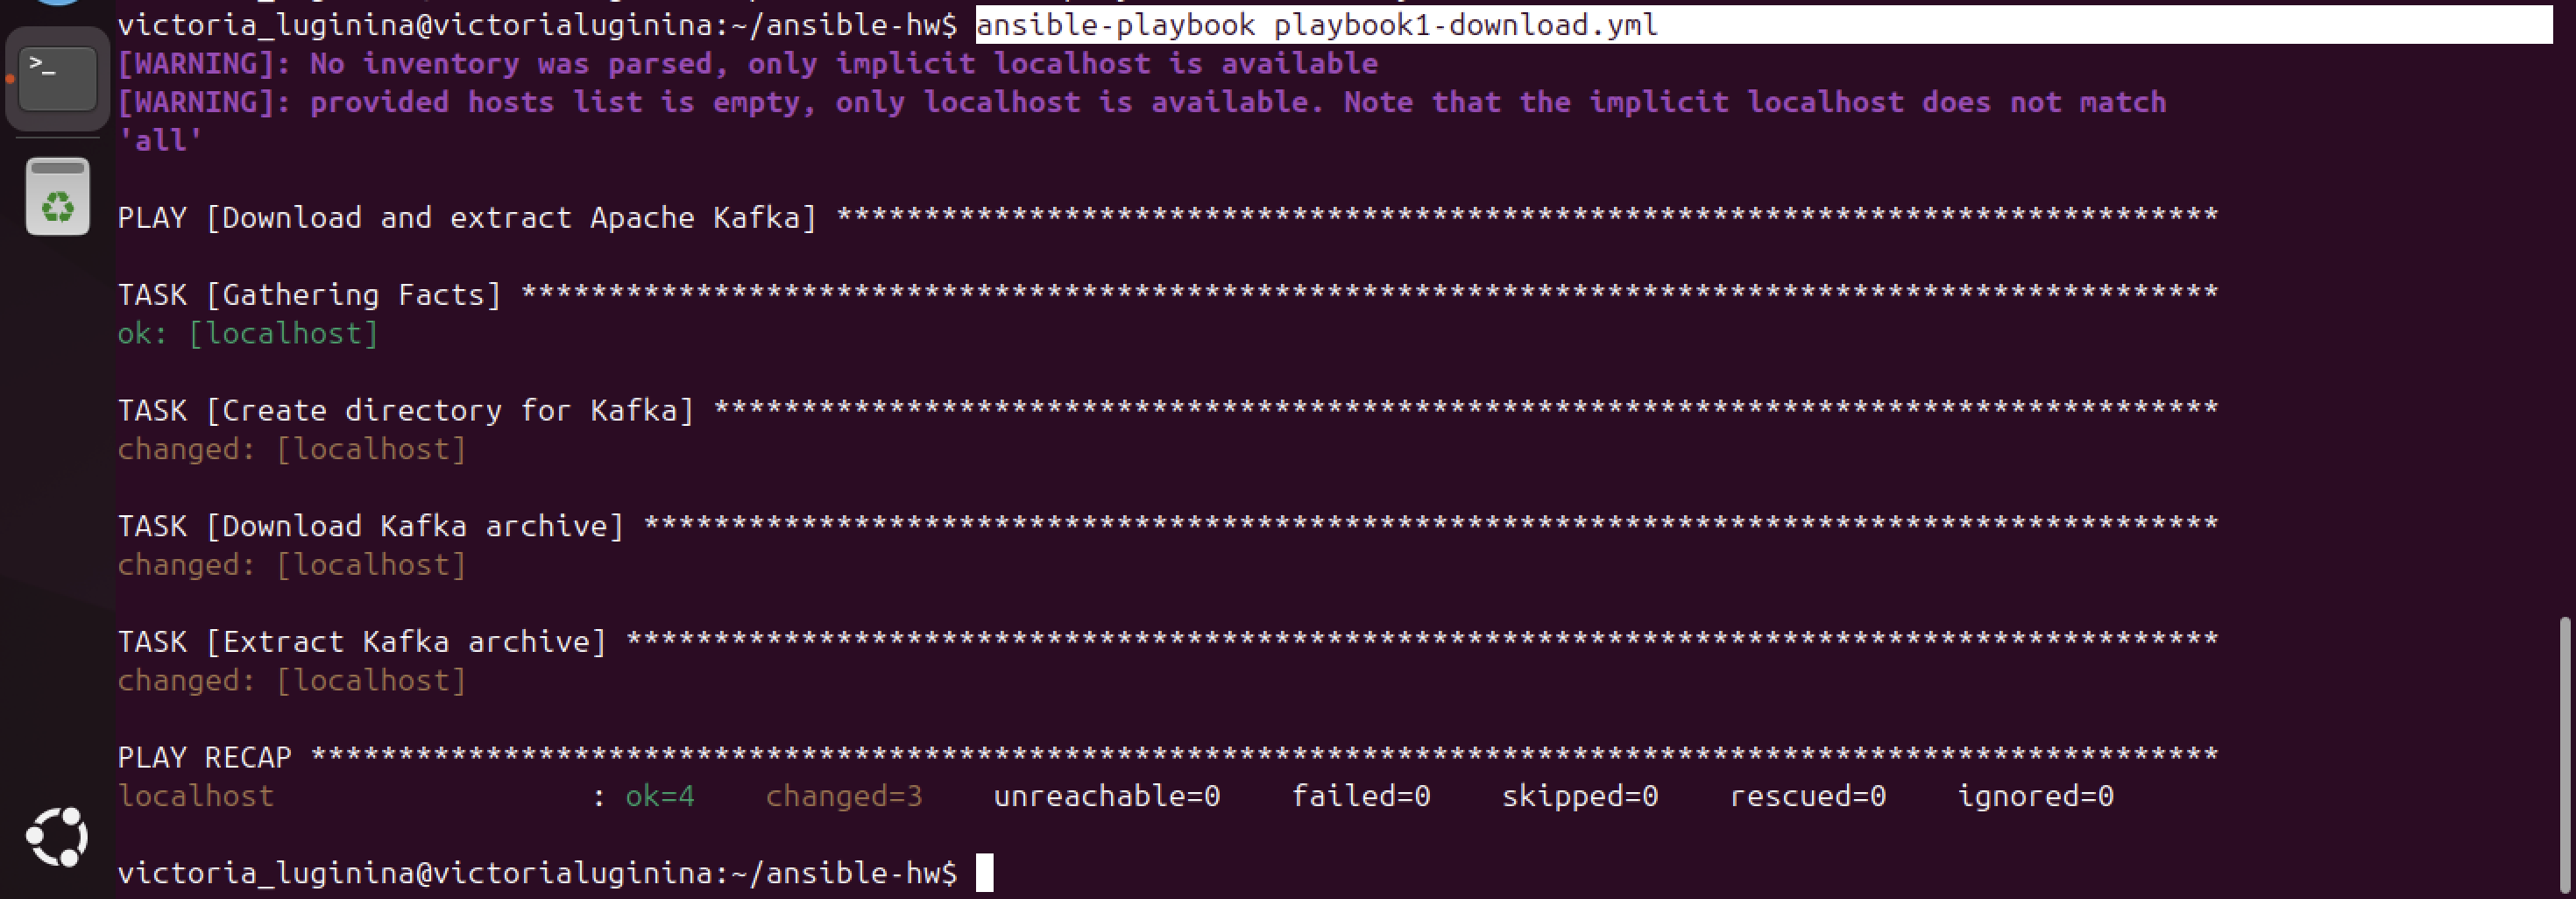 victoria_luginina@victorialuginina:~/ansible-hw$ ansible-playbook playbook1-download.yml
[WARNING]: No inventory was parsed, only implicit localhost is available
[WARNING]: provided hosts list is empty, only localhost is available. Note that the implicit localhost does not match
'all'
PLAY [Download and extract Apache Kafka] *******************************************************************************
TASK [Gathering Facts] *************************************************************************************************
ok: [localhost]
TASK [Create directory for Kafka] **************************************************************************************
changed: [localhost]
TASK [Download Kafka archive] ******************************************************************************************
changed: [localhost]
TASK [Extract Kafka archive] *******************************************************************************************
changed: [localhost]
PLAY RECAP *************************************************************************************************************
localhost                  : ok=4    changed=3    unreachable=0    failed=0    skipped=0    rescued=0    ignored=0
victoria_luginina@victorialuginina:~/ansible-hw$